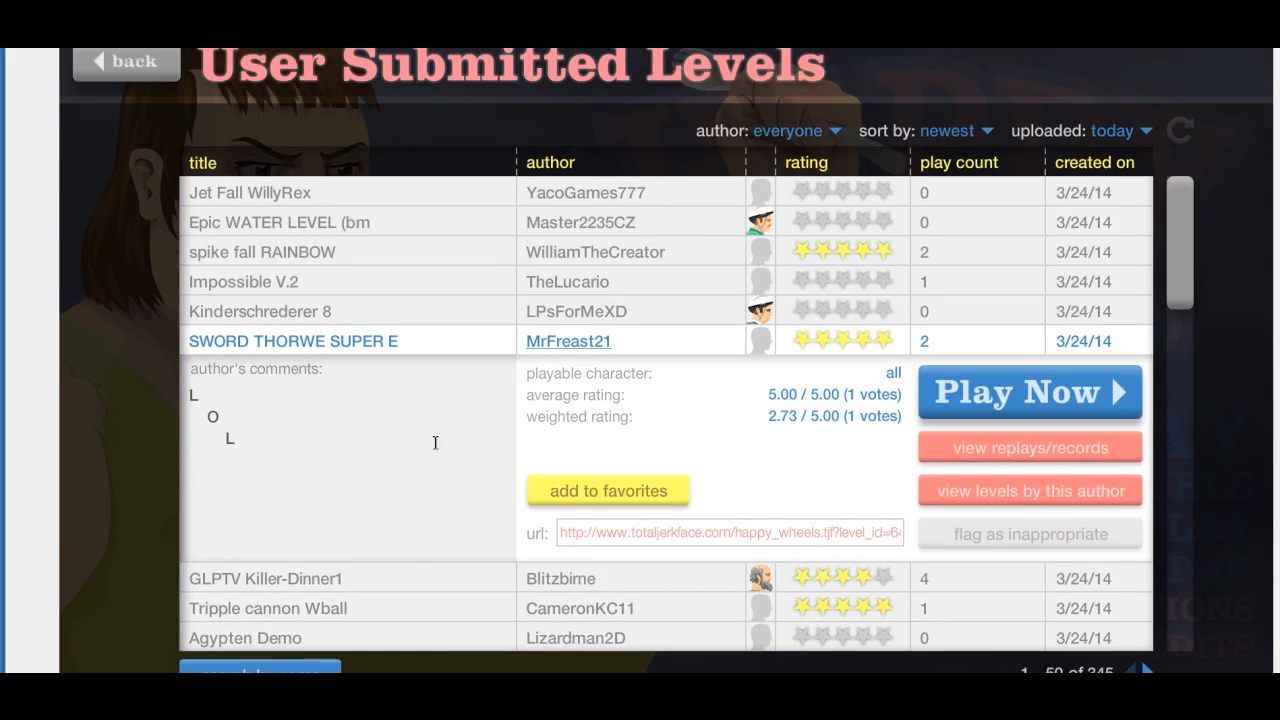 back
User Submitted Levels
author: everyone sort by: newest uploaded: today
title author rating play count created on
Jet Fall WillyRex YacoGames777 0 3/24/14
Epic WATER LEVEL (bm Master2235CZ 0 3/24/14
spike fall RAINBOW WilliamTheCreator 2 3/24/14
Impossible V.2 TheLucario 1 3/24/14
Kinderschrederer 8 LPsForMeXD 0 3/24/14
SWORD THORWE SUPER E MrFreast21 2 3/24/14
author's comments:
L
O
L
playable character: all
average rating: 5.00 / 5.00 (1 votes)
weighted rating: 2.73 / 5.00 (1 votes)
add to favorites
url: http://www.totaljerkface.com/happy_wheels.tjf?level_id=6
Play Now
view replays/records
view levels by this author
flag as inappropriate
GLPTV Killer-Dinner1 Blitzbirne 4 3/24/14
Tripple cannon Wball CameronKC11 1 3/24/14
Agypten Demo Lizardman2D 0 3/24/14
1 - 50 of 345